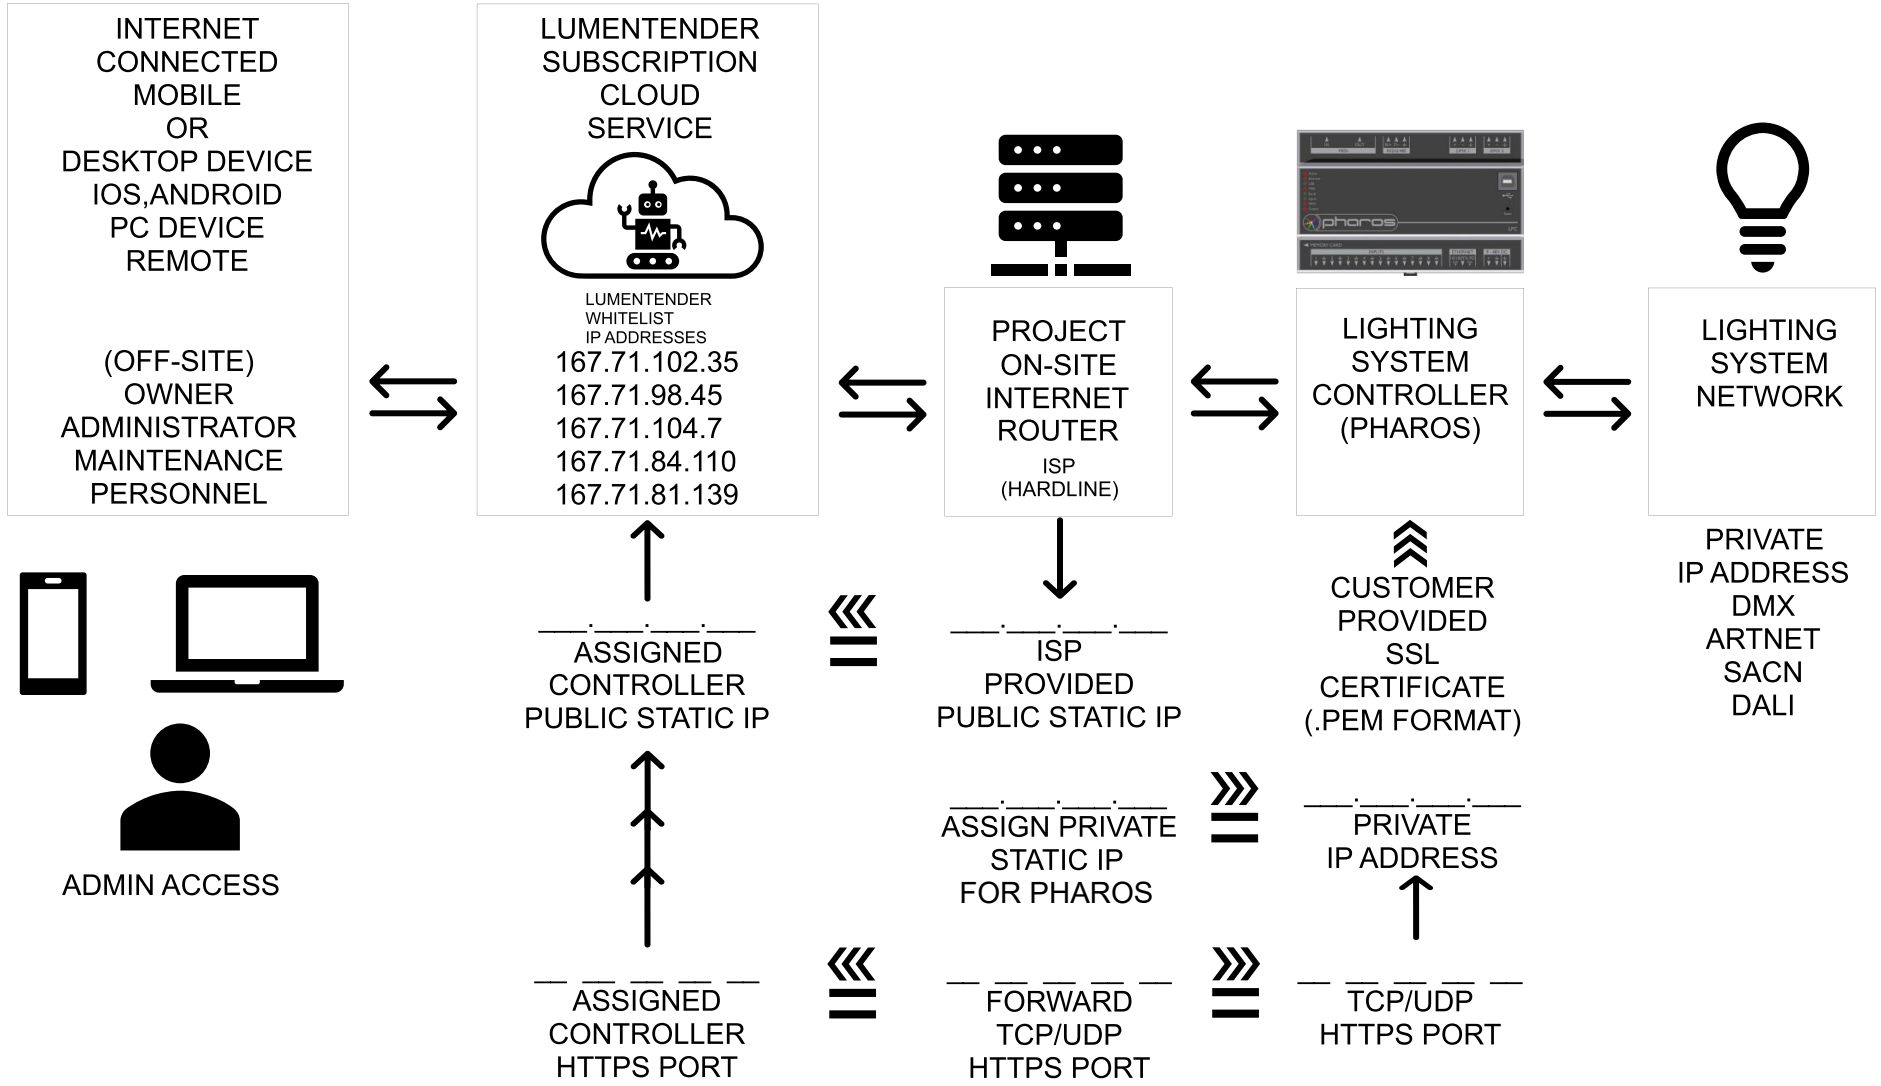 INTERNET
CONNECTED
MOBILE
OR
DESKTOP DEVICE
IOS,ANDROID
PC DEVICE
REMOTE
(OFF-SITE)
OWNER
ADMINISTRATOR
MAINTENANCE
PERSONNEL
ADMIN ACCESS
LUMENTENDER
SUBSCRIPTION
CLOUD
SERVICE
LUMENTENDER
WHITELIST
IP ADDRESSES
167.71.102.35
167.71.98.45
167.71.104.7
167.71.84.110
167.71.81.139
___.___.___.___
ASSIGNED
CONTROLLER
PUBLIC STATIC IP
__ __ __ __ __
ASSIGNED
CONTROLLER
HTTPS PORT
PROJECT
ON-SITE
INTERNET
ROUTER
ISP
(HARDLINE)
___.___.___.___
ISP
PROVIDED
PUBLIC STATIC IP
___.___.___.___
ASSIGN PRIVATE
STATIC IP
FOR PHAROS
__ __ __ __ __
FORWARD
TCP/UDP
HTTPS PORT
pharos
LPC
MEMORY CARD
INPUTS
ETHERNET
LIGHTING
SYSTEM
CONTROLLER
(PHAROS)
CUSTOMER
PROVIDED
SSL
CERTIFICATE
(.PEM FORMAT)
___.___.___.___
PRIVATE
IP ADDRESS
__ __ __ __ __
TCP/UDP
HTTPS PORT
LIGHTING
SYSTEM
NETWORK
PRIVATE
IP ADDRESS
DMX
ARTNET
SACN
DALI